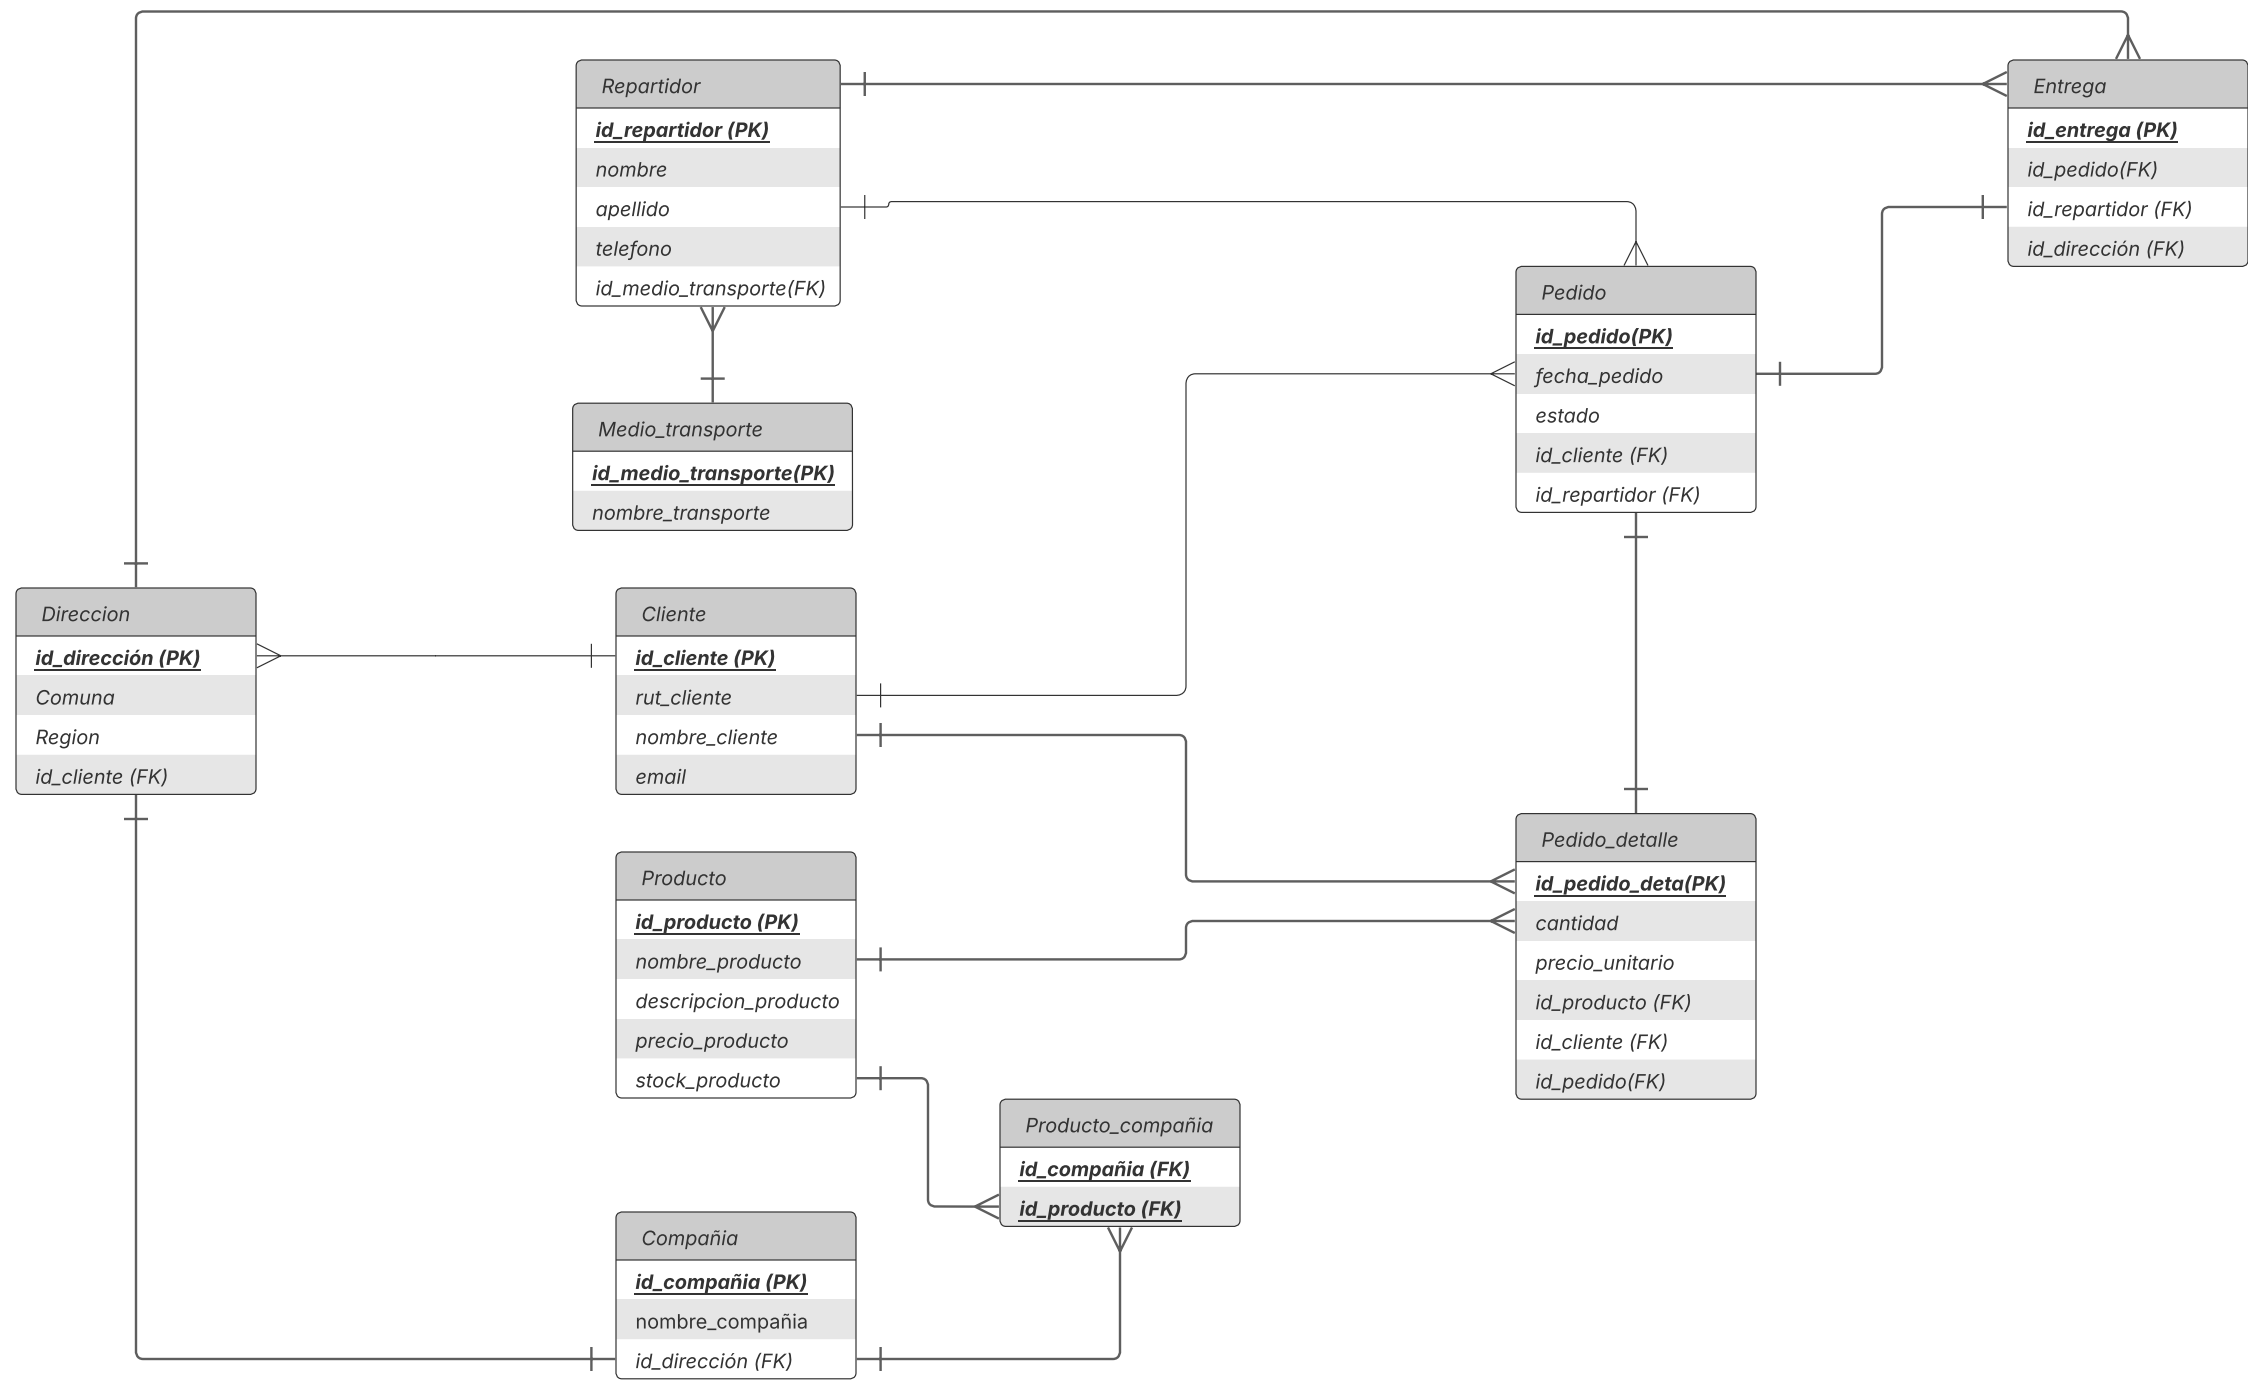 Repartidor
id_repartidor (PK)
nombre
apellido
telefono
id_medio_transporte(FK)
Entrega
id_entrega (PK)
id_pedido(FK)
id_repartidor (FK)
id_dirección (FK)
Pedido
id_pedido(PK)
fecha_pedido
estado
id_cliente (FK)
id_repartidor (FK)
Medio_transporte
id_medio_transporte(PK)
nombre_transporte
Direccion
id_dirección (PK)
Comuna
Region
id_cliente (FK)
Cliente
id_cliente (PK)
rut_cliente
nombre_cliente
email
Producto
id_producto (PK)
nombre_producto
descripcion_producto
precio_producto
stock_producto
Pedido_detalle
id_pedido_deta(PK)
cantidad
precio_unitario
id_producto (FK)
id_cliente (FK)
id_pedido(FK)
Producto_compañia
id_compañia (FK)
id_producto (FK)
Compañia
id_compañia (PK)
nombre_compañia
id_dirección (FK)